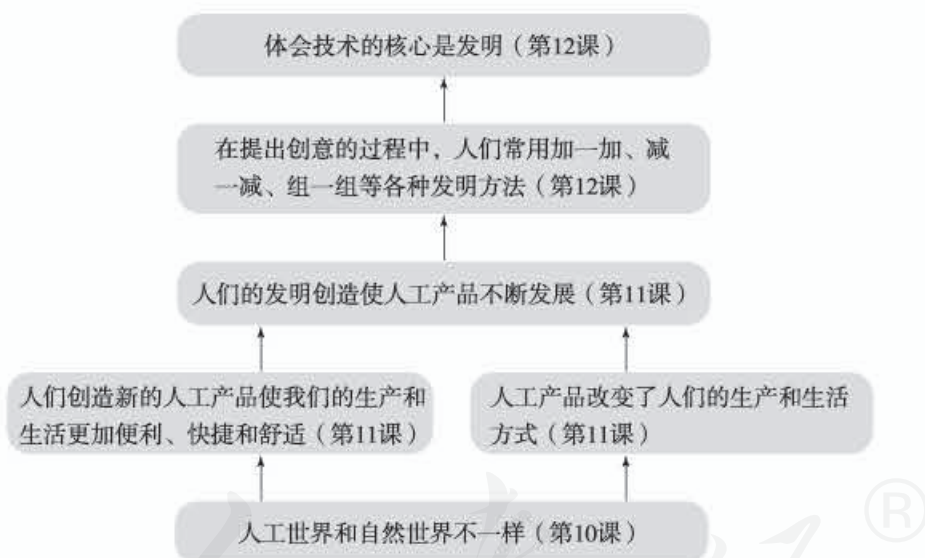 体会技术的核心是发明（第12课）
在提出创意的过程中，人们常用加一加、减
一减、组一组等各种发明方法（第12课）
人们的发明创造使人工产品不断发展（第11课）
人们创造新的人工产品使我们的生产和
生活更加便利、快捷和舒适（第11课）
人工产品改变了人们的生产和生活
方式（第11课）
人工世界和自然世界不一样（第10课）
®